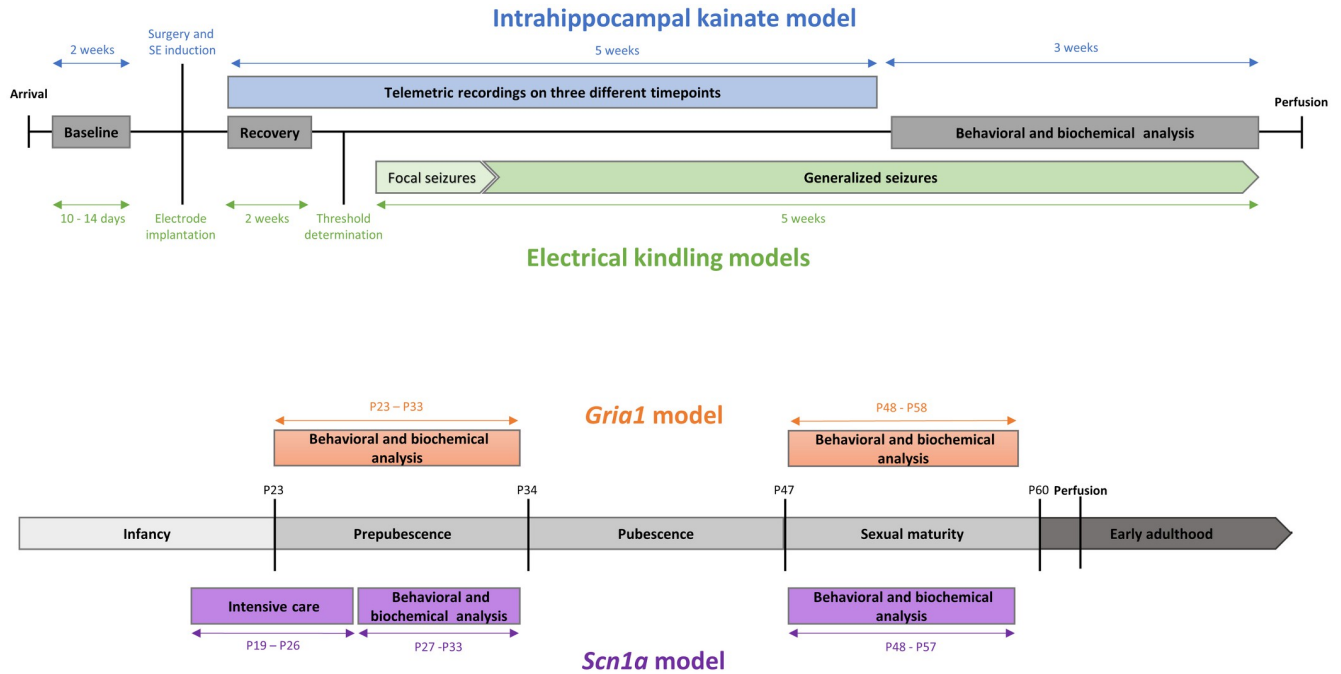 Intrahippocampal kainate model
Surgery and
SE induction
2 weeks
5 weeks
3 weeks
Arrival
Telemetric recordings on three different timepoints
Perfusion
Baseline
Recovery
Behavioral and biochemical analysis
Focal seizures
Generalized seizures
10 - 14 days
Electrode
implantation
2 weeks
Threshold
determination
5 weeks
Electrical kindling models
P23 – P33
Gria1 model
P48 - P58
Behavioral and biochemical
analysis
Behavioral and biochemical
analysis
P23
P34
P47
P60
Perfusion
Infancy
Prepubescence
Pubescence
Sexual maturity
Early adulthood
Intensive care
Behavioral and
biochemical analysis
Behavioral and biochemical
analysis
P19 – P26
P27 -P33
P48 - P57
Scn1a model